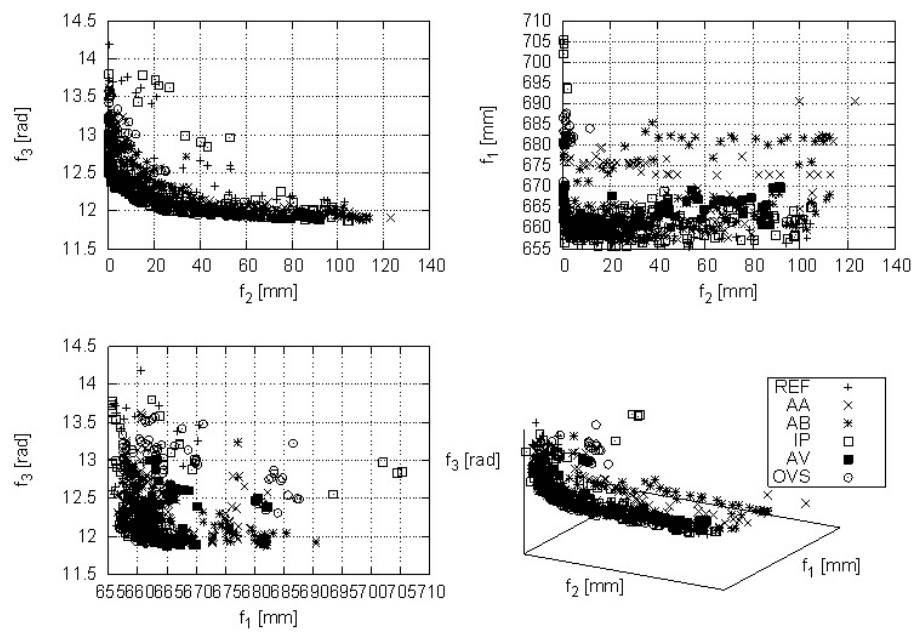 14.5
14
13.5
13
12.5
12
11.5
f3 [rad]
0 20 40 60 80 100 120 140
f2 [mm]
710
705
700
695
690
685
680
675
670
665
660
655
f1 [mm]
0 20 40 60 80 100 120 140
f2 [mm]
14.5
14
13.5
13
12.5
12
11.5
f3 [rad]
655660665670675680685690695700705710
f1 [mm]
REF
AA
AB
IP
AV
OVS
f3 [rad]
f2 [mm]
f1 [mm]